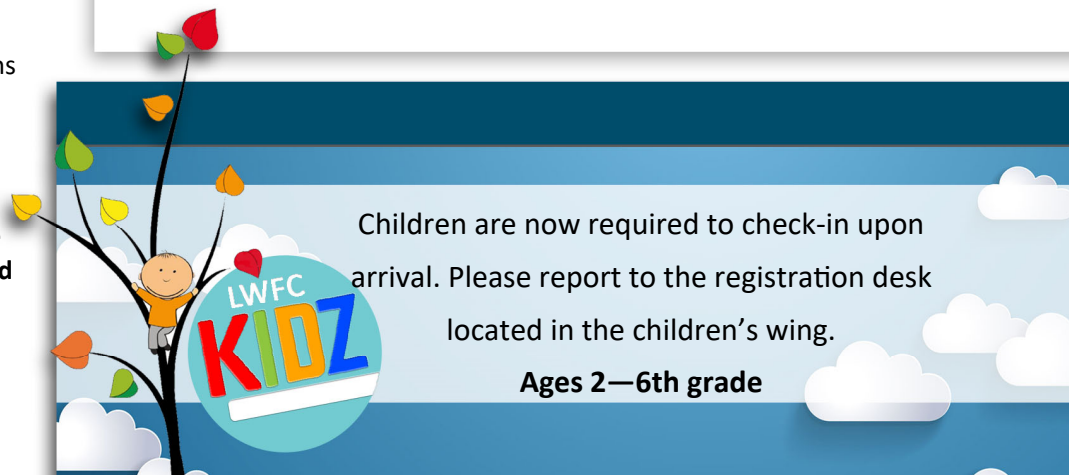 ns
d
LWFC
KIDZ
Children are now required to check-in upon
arrival. Please report to the registration desk
located in the children’s wing.
Ages 2—6th grade